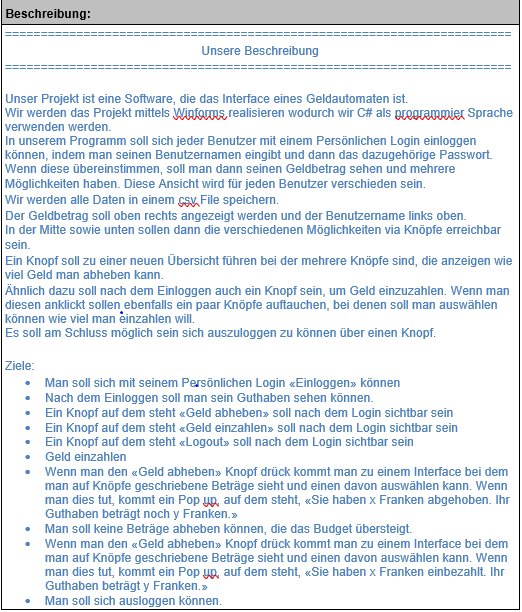 Beschreibung:
=======================================================================
Unsere Beschreibung
=======================================================================
Unser Projekt ist eine Software, die das Interface eines Geldautomaten ist.
Wir werden das Projekt mittels Winforms realisieren wodurch wir C# als programmier Sprache
verwenden werden.
In unserem Programm soll sich jeder Benutzer mit einem Persönlichen Login einloggen
können, indem man seinen Benutzernamen eingibt und dann das dazugehörige Passwort.
Wenn diese übereinstimmen, soll man dann seinen Geldbetrag sehen und mehrere
Möglichkeiten haben. Diese Ansicht wird für jeden Benutzer verschieden sein.
Wir werden alle Daten in einem csv File speichern.
Der Geldbetrag soll oben rechts angezeigt werden und der Benutzername links oben.
In der Mitte sowie unten sollen dann die verschiedenen Möglichkeiten via Knöpfe erreichbar
sein.
Ein Knopf soll zu einer neuen Übersicht führen bei der mehrere Knöpfe sind, die anzeigen wie
viel Geld man abheben kann.
Ähnlich dazu soll nach dem Einloggen auch ein Knopf sein, um Geld einzuzahlen. Wenn man
diesen anklickt sollen ebenfalls ein paar Knöpfe auftauchen, bei denen soll man auswählen
können wie viel man einzahlen will.
Es soll am Schluss möglich sein sich auszuloggen zu können über einen Knopf.
Ziele:
• Man soll sich mit seinem Persönlichen Login «Einloggen» können
• Nach dem Einloggen soll man sein Guthaben sehen können.
• Ein Knopf auf dem steht «Geld abheben» soll nach dem Login sichtbar sein
• Ein Knopf auf dem steht «Geld einzahlen» soll nach dem Login sichtbar sein
• Ein Knopf auf dem steht «Logout» soll nach dem Login sichtbar sein
• Geld einzahlen
• Wenn man den «Geld abheben» Knopf drück kommt man zu einem Interface bei dem
man auf Knöpfe geschriebene Beträge sieht und einen davon auswählen kann. Wenn
man dies tut, kommt ein Pop up, auf dem steht, «Sie haben x Franken abgehoben. Ihr
Guthaben beträgt noch y Franken.»
• Man soll keine Beträge abheben können, die das Budget übersteigt.
• Wenn man den «Geld abheben» Knopf drück kommt man zu einem Interface bei dem
man auf Knöpfe geschriebene Beträge sieht und einen davon auswählen kann. Wenn
man dies tut, kommt ein Pop up, auf dem steht, «Sie haben x Franken einbezahlt. Ihr
Guthaben beträgt y Franken.»
• Man soll sich ausloggen können.